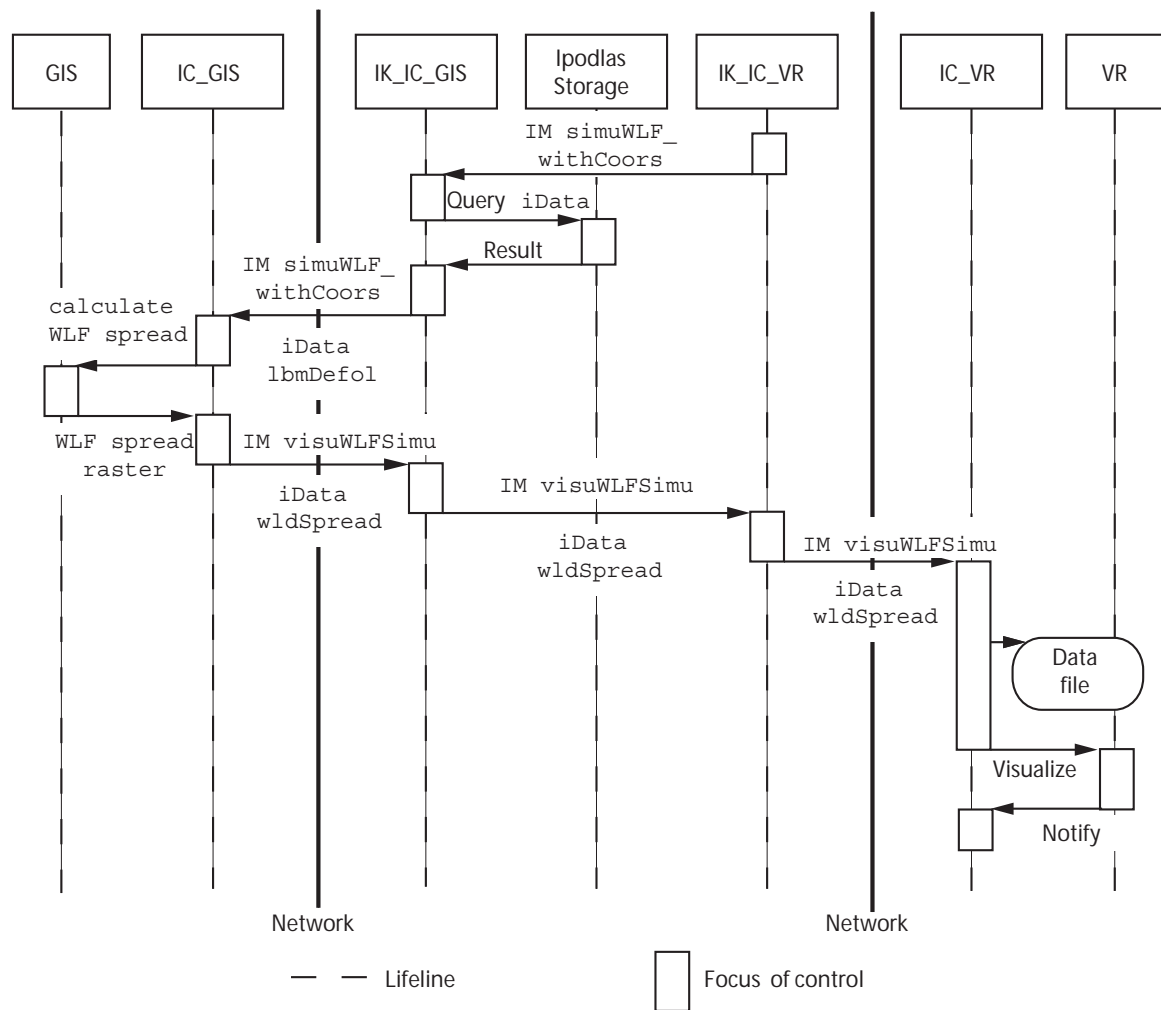 GIS
IC_GIS
IK_IC_GIS
Ipodlas
Storage
IK_IC_VR
IC_VR
VR
IM simuWLF_
withCoors
Query iData
Result
IM simuWLF_
withCoors
calculate
WLF spread
iData
lbmDefol
WLF spread
raster
IM visuWLFSimu
iData
wldSpread
IM visuWLFSimu
iData
wldSpread
IM visuWLFSimu
iData
wldSpread
Data
file
Visualize
Notify
Network
Network
Lifeline
Focus of control